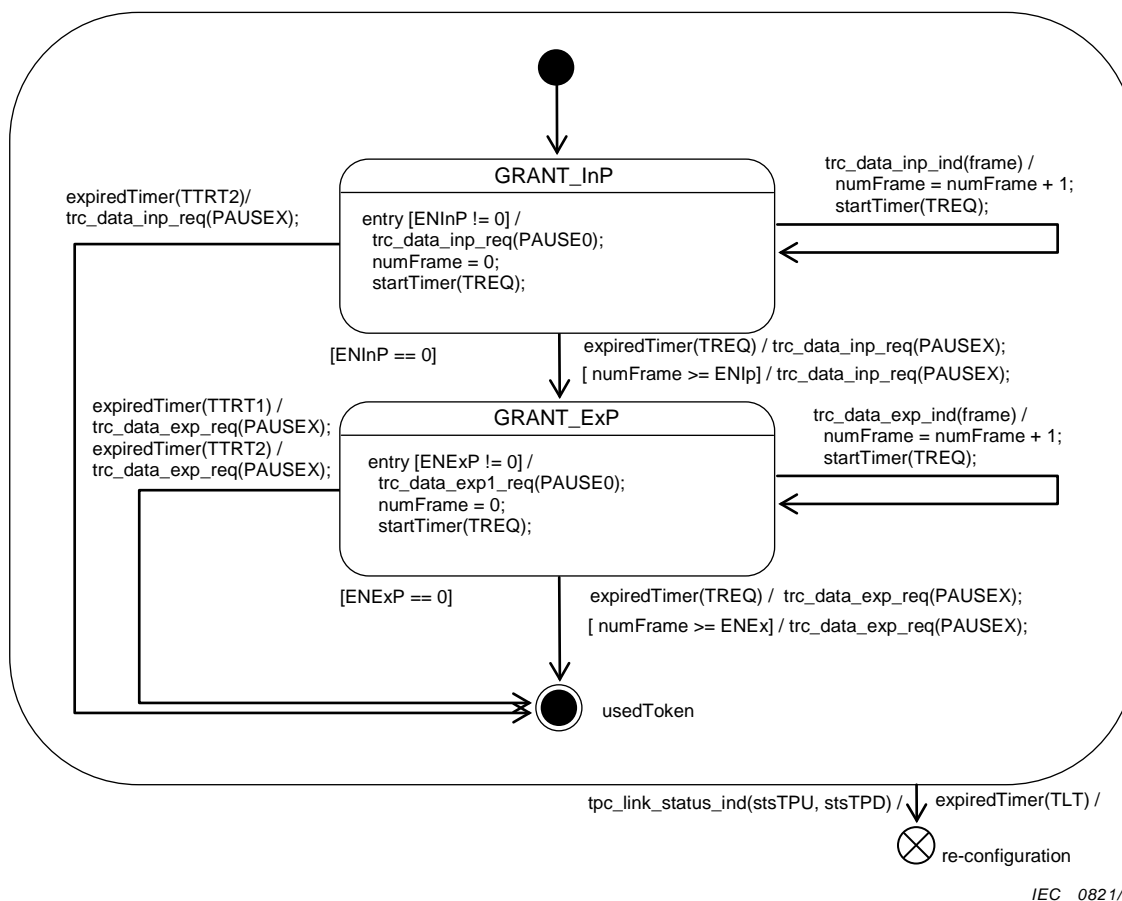 GRANT_InP
entry [ENInP != 0] /
trc_data_inp_req(PAUSE0);
numFrame = 0;
startTimer(TREQ);
trc_data_inp_ind(frame) /
numFrame = numFrame + 1;
startTimer(TREQ);
expiredTimer(TTRT2)/
trc_data_inp_req(PAUSEX);
[ENInP == 0]
expiredTimer(TREQ) / trc_data_inp_req(PAUSEX);
[ numFrame >= ENIp] / trc_data_inp_req(PAUSEX);
GRANT_ExP
entry [ENExP != 0] /
trc_data_exp1_req(PAUSE0);
numFrame = 0;
startTimer(TREQ);
trc_data_exp_ind(frame) /
numFrame = numFrame + 1;
startTimer(TREQ);
expiredTimer(TTRT1) /
trc_data_exp_req(PAUSEX);
expiredTimer(TTRT2) /
trc_data_exp_req(PAUSEX);
[ENExP == 0]
expiredTimer(TREQ) / trc_data_exp_req(PAUSEX);
[ numFrame >= ENEx] / trc_data_exp_req(PAUSEX);
usedToken
tpc_link_status_ind(stsTPU, stsTPD) /
expiredTimer(TLT) /
re-configuration
IEC 0821/